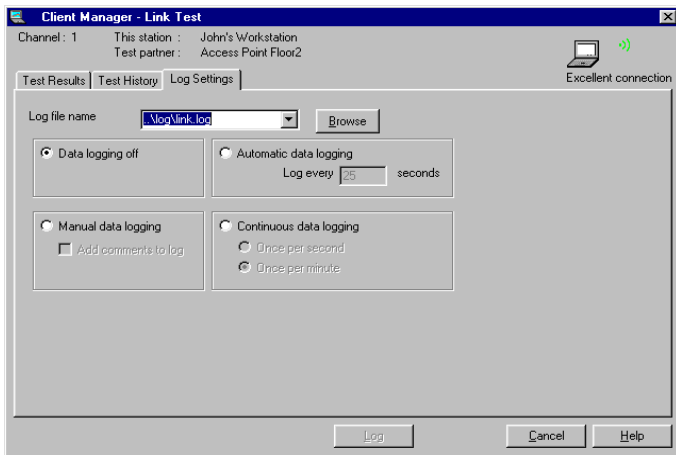 Client Manager - Link Test
Channel: 1 This station : John's Workstation
Test partner : Access Point Floor2
Excellent connection
Test Results Test History Log Settings
Log file name ..\log\link.log Browse
Data logging off
Automatic data logging
Log every 25 seconds
Manual data logging
Add comments to log
Continuous data logging
Once per second
Once per minute
Log Cancel Help